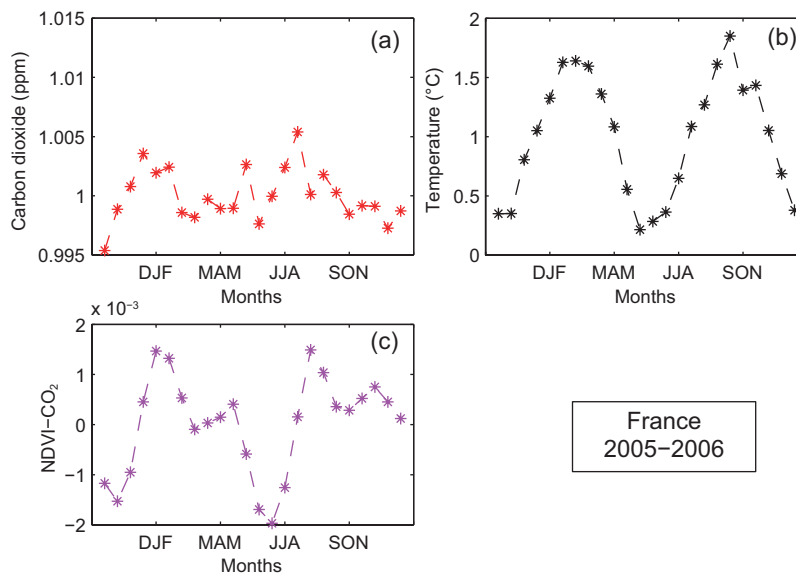 (a)
Carbon dioxide (ppm)
1.015
1.01
1.005
1
0.995
DJF MAM JJA SON
Months
(b)
Temperature (°C)
2
1.5
1
0.5
0
DJF MAM JJA SON
Months
(c)
x 10⁻³
NDVI−CO₂
2
1
0
−1
−2
DJF MAM JJA SON
Months
France
2005−2006